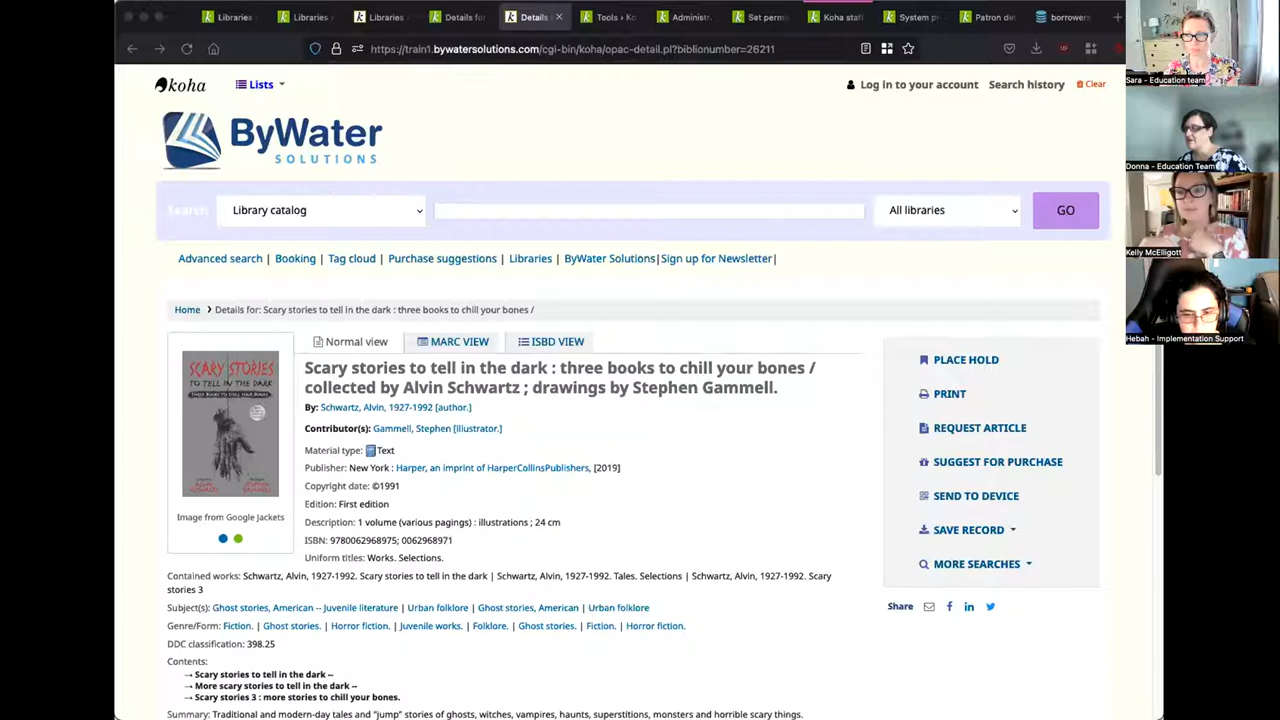 Libraries
Libraries
Libraries
Details for
Details
Tools › Ko
Administra
Set permi
Koha staff
System pr
Patron det
borrowers
https://train1.bywatersolutions.com/cgi-bin/koha/opac-detail.pl?biblionumber=26211
koha
Lists
Log in to your account
Search history
Clear
ByWater
SOLUTIONS
Search
Library catalog
All libraries
GO
Advanced search | Booking | Tag cloud | Purchase suggestions | Libraries | ByWater Solutions|Sign up for Newsletter|
Home › Details for: Scary stories to tell in the dark : three books to chill your bones /
Normal view
MARC VIEW
ISBD VIEW
SCARY STORIES
TO TELL IN THE DARK
THREE BOOKS TO CHILL YOUR BONES
Image from Google Jackets
Scary stories to tell in the dark : three books to chill your bones /
collected by Alvin Schwartz ; drawings by Stephen Gammell.
By: Schwartz, Alvin, 1927-1992 [author.]
Contributor(s): Gammell, Stephen [illustrator.]
Material type: Text
Publisher: New York : Harper, an imprint of HarperCollinsPublishers, [2019]
Copyright date: ©1991
Edition: First edition
Description: 1 volume (various pagings) : illustrations ; 24 cm
ISBN: 9780062968975; 0062968971
Uniform titles: Works. Selections.
Contained works: Schwartz, Alvin, 1927-1992. Scary stories to tell in the dark | Schwartz, Alvin, 1927-1992. Tales. Selections | Schwartz, Alvin, 1927-1992. Scary
stories 3
Subject(s): Ghost stories, American -- Juvenile literature | Urban folklore | Ghost stories, American | Urban folklore
Genre/Form: Fiction. | Ghost stories. | Horror fiction. | Juvenile works. | Folklore. | Ghost stories. | Fiction. | Horror fiction.
DDC classification: 398.25
Contents:
→ Scary stories to tell in the dark --
→ More scary stories to tell in the dark --
→ Scary stories 3 : more stories to chill your bones.
Summary: Traditional and modern-day tales and "jump" stories of ghosts, witches, vampires, haunts, superstitions, monsters and horrible scary things.
PLACE HOLD
PRINT
REQUEST ARTICLE
SUGGEST FOR PURCHASE
SEND TO DEVICE
SAVE RECORD
MORE SEARCHES
Share
Sara - Education team
Donna - Education Team
Kelly McElligott
Hebah - Implementation Support